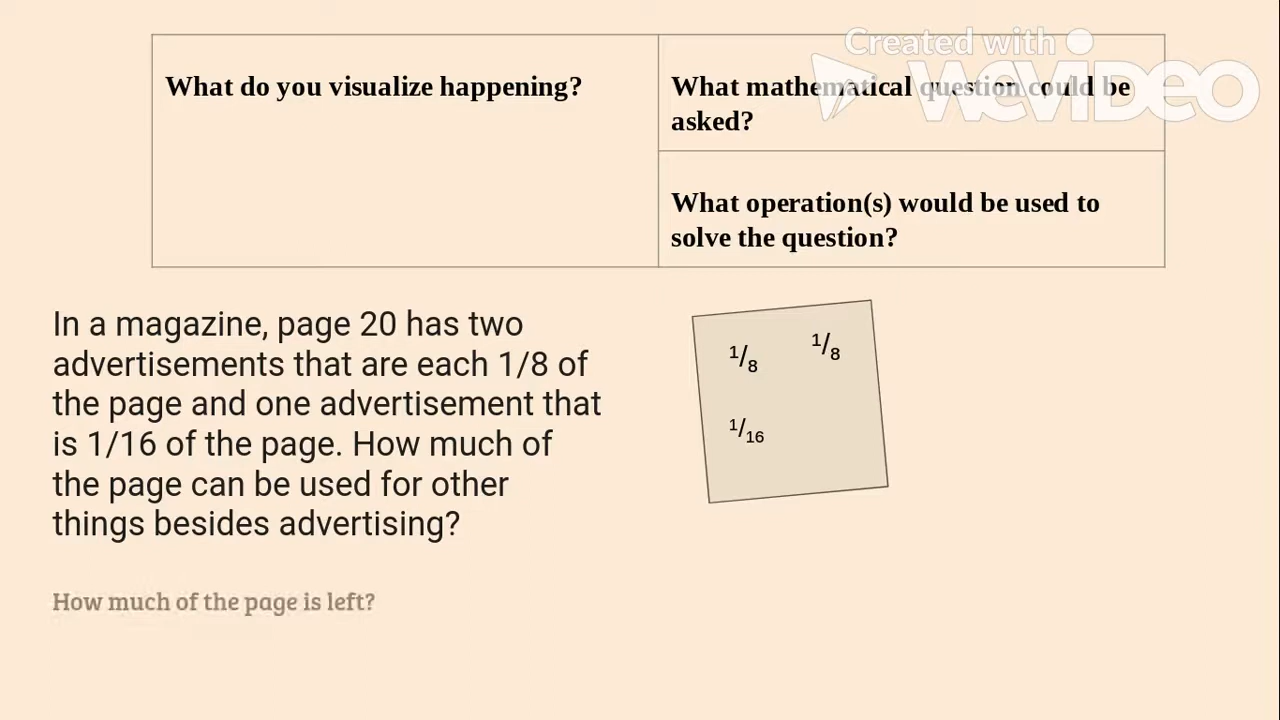 Created with
WEVIDEO
What do you visualize happening?
What mathematical question could be
asked?
What operation(s) would be used to
solve the question?
In a magazine, page 20 has two
advertisements that are each 1/8 of
the page and one advertisement that
is 1/16 of the page. How much of
the page can be used for other
things besides advertising?
1/8 1/8
1/16
How much of the page is left?